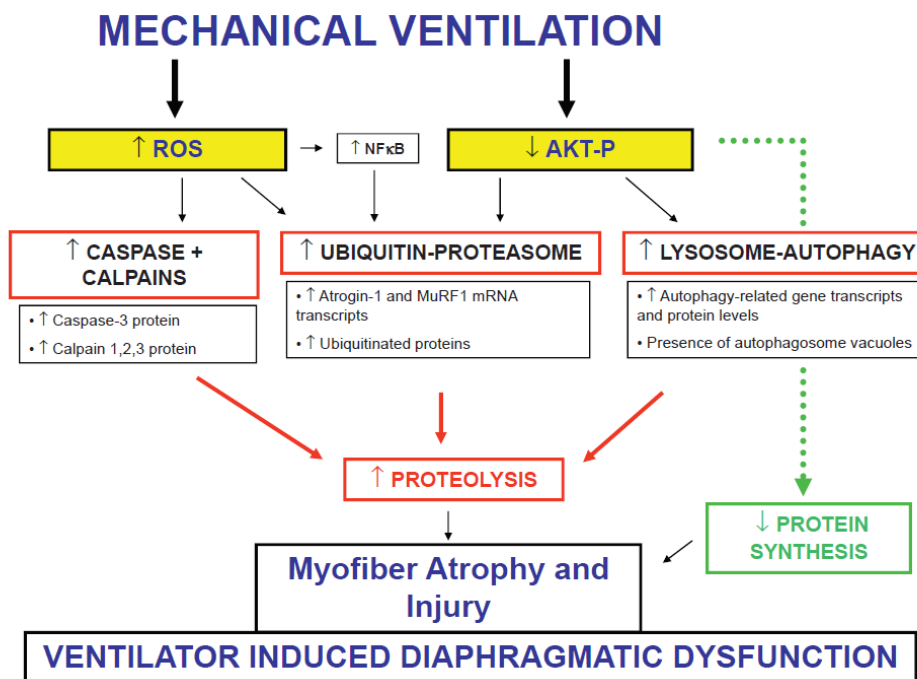 MECHANICAL VENTILATION
↑ ROS
↑ NFκB
↓ AKT-P
↑ CASPASE +
CALPAINS
↑ UBIQUITIN-PROTEASOME
↑ LYSOSOME-AUTOPHAGY
• ↑ Caspase-3 protein
• ↑ Calpain 1,2,3 protein
• ↑ Atrogin-1 and MuRF1 mRNA
transcripts
• ↑ Ubiquitinated proteins
• ↑ Autophagy-related gene transcripts
and protein levels
• Presence of autophagosome vacuoles
↑ PROTEOLYSIS
↓ PROTEIN
SYNTHESIS
Myofiber Atrophy and
Injury
VENTILATOR INDUCED DIAPHRAGMATIC DYSFUNCTION